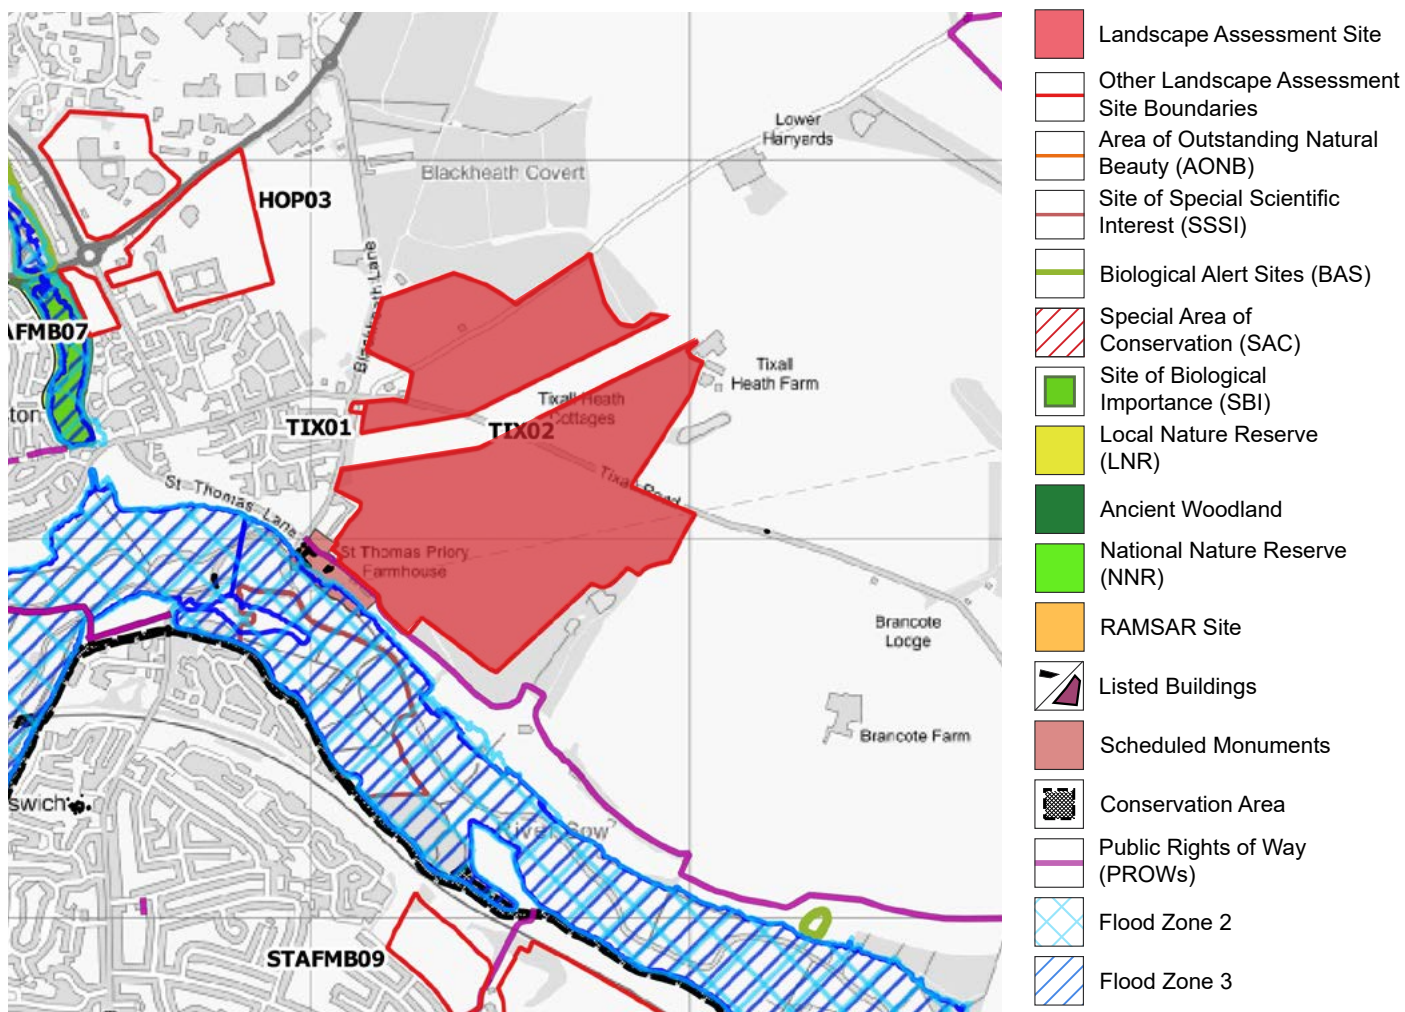 Lower
Hanyards
Blackheath Covert
HOP03
Blackheath Lane
AFMB07
Tixall
Heath Farm
Tixall Heath
Cottages
TIX01
TIX02
ton
St Thomas Lane
Tixall Road
St Thomas Priory
Farmhouse
Brancote
Lodge
Brancote Farm
swich
River Sow
STAFMB09
Landscape Assessment Site
Other Landscape Assessment
Site Boundaries
Area of Outstanding Natural
Beauty (AONB)
Site of Special Scientific
Interest (SSSI)
Biological Alert Sites (BAS)
Special Area of
Conservation (SAC)
Site of Biological
Importance (SBI)
Local Nature Reserve
(LNR)
Ancient Woodland
National Nature Reserve
(NNR)
RAMSAR Site
Listed Buildings
Scheduled Monuments
Conservation Area
Public Rights of Way
(PROWs)
Flood Zone 2
Flood Zone 3